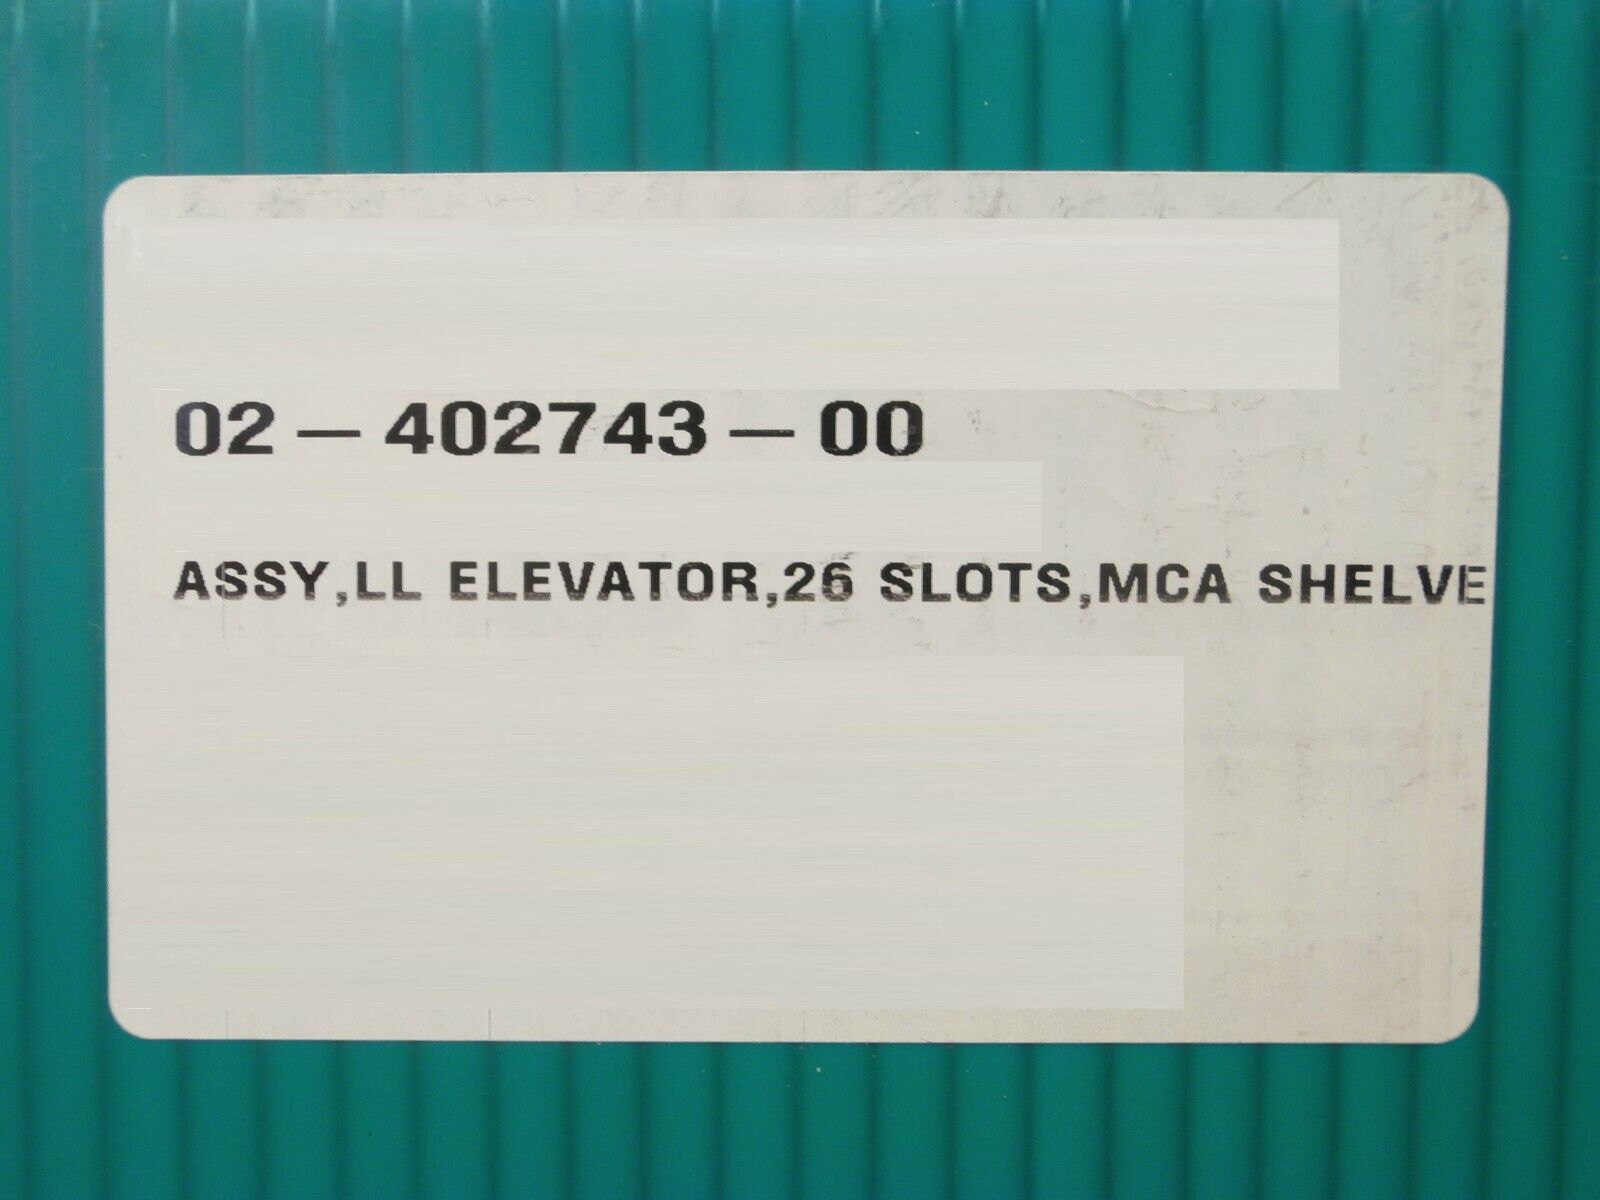 02-402743-00
ASSY,LL ELEVATOR,26 SLOTS,MCA SHELVE